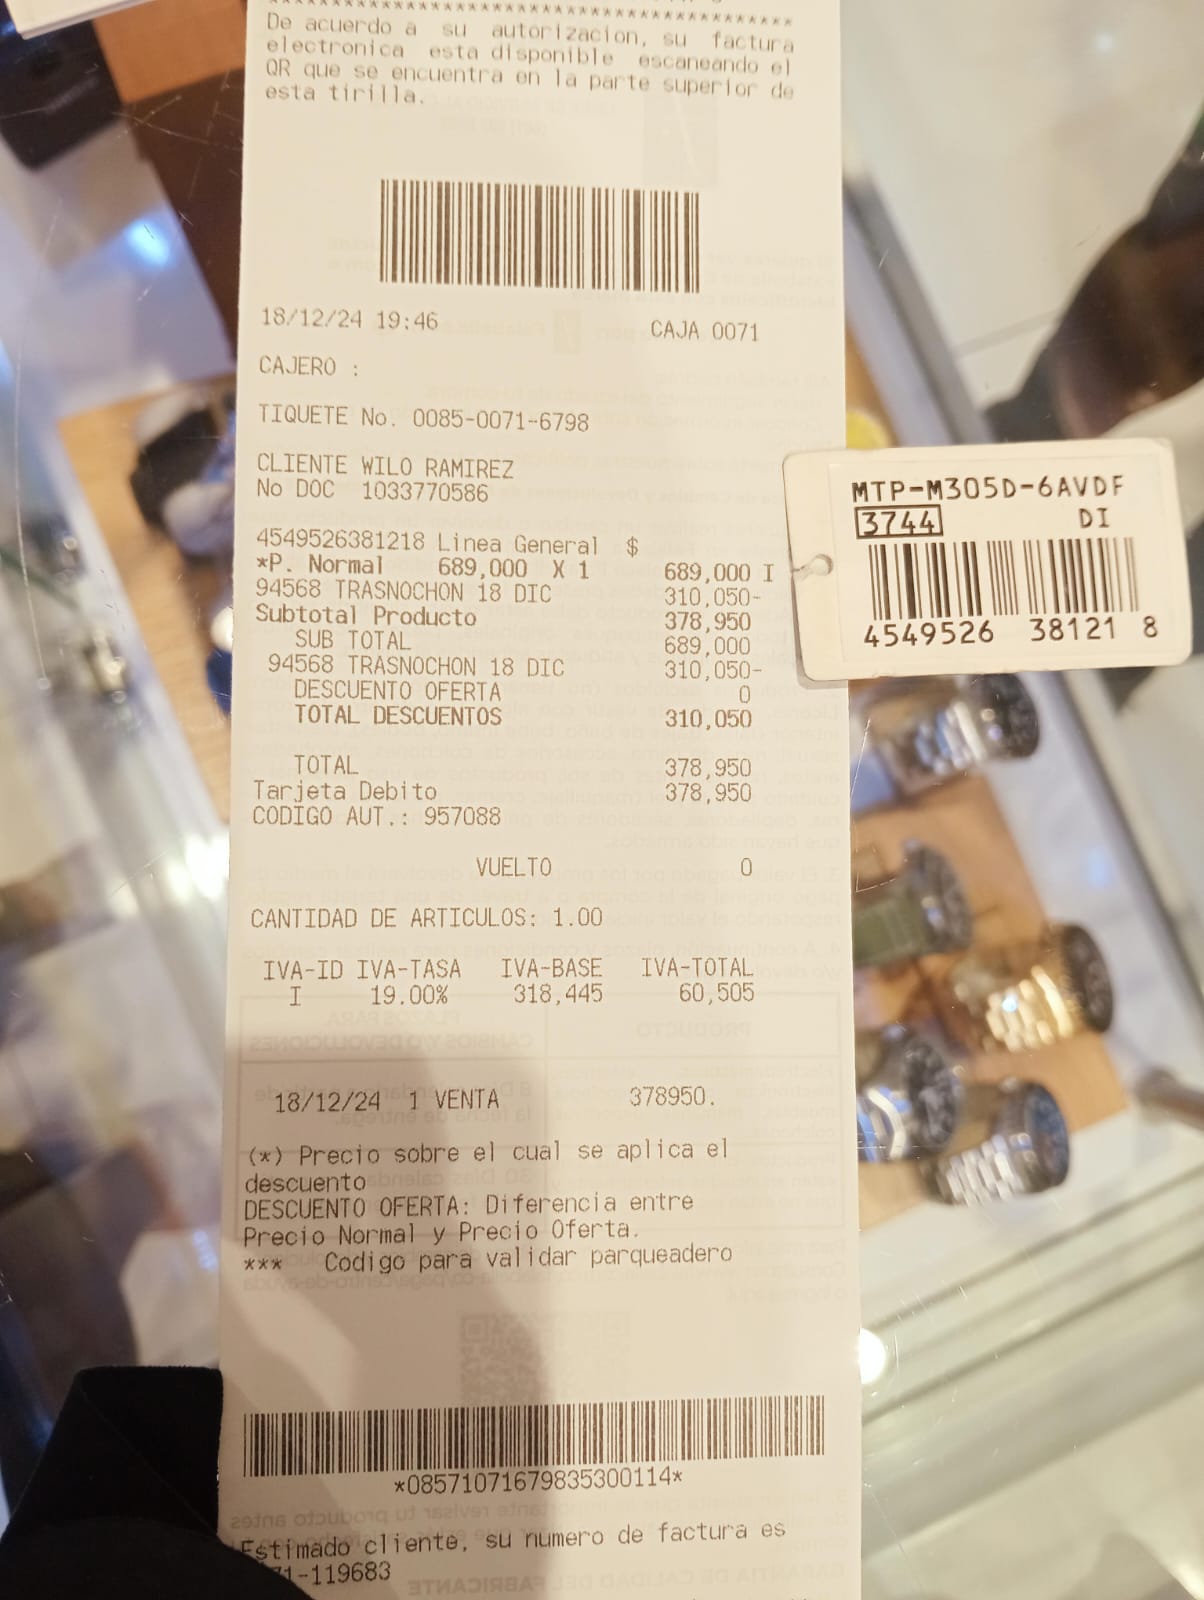 De acuerdo a su autorizacion, su factura
electronica esta disponible escaneando el
QR que se encuentra en la parte superior de
esta tirilla.
18/12/24 19:46 CAJA 0071
CAJERO :
TIQUETE No. 0085-0071-6798
CLIENTE WILO RAMIREZ
No DOC 1033770586
4549526381218 Linea General $
*P. Normal 689,000 X 1 689,000 I
94568 TRASNOCHON 18 DIC 310,050-
Subtotal Producto 378,950
SUB TOTAL 689,000
94568 TRASNOCHON 18 DIC 310,050-
DESCUENTO OFERTA 0
TOTAL DESCUENTOS 310,050
TOTAL 378,950
Tarjeta Debito 378,950
CODIGO AUT.: 957088
VUELTO 0
CANTIDAD DE ARTICULOS: 1.00
IVA-ID IVA-TASA IVA-BASE IVA-TOTAL
I 19.00% 318,445 60,505
18/12/24 1 VENTA 378950.
(*) Precio sobre el cual se aplica el
descuento
DESCUENTO OFERTA: Diferencia entre
Precio Normal y Precio Oferta.
*** Codigo para validar parqueadero
*08571071679835300114*
Estimado cliente, su numero de factura es
71-119683
MTP-M305D-6AVDF
3744 DI
4549526 38121 8